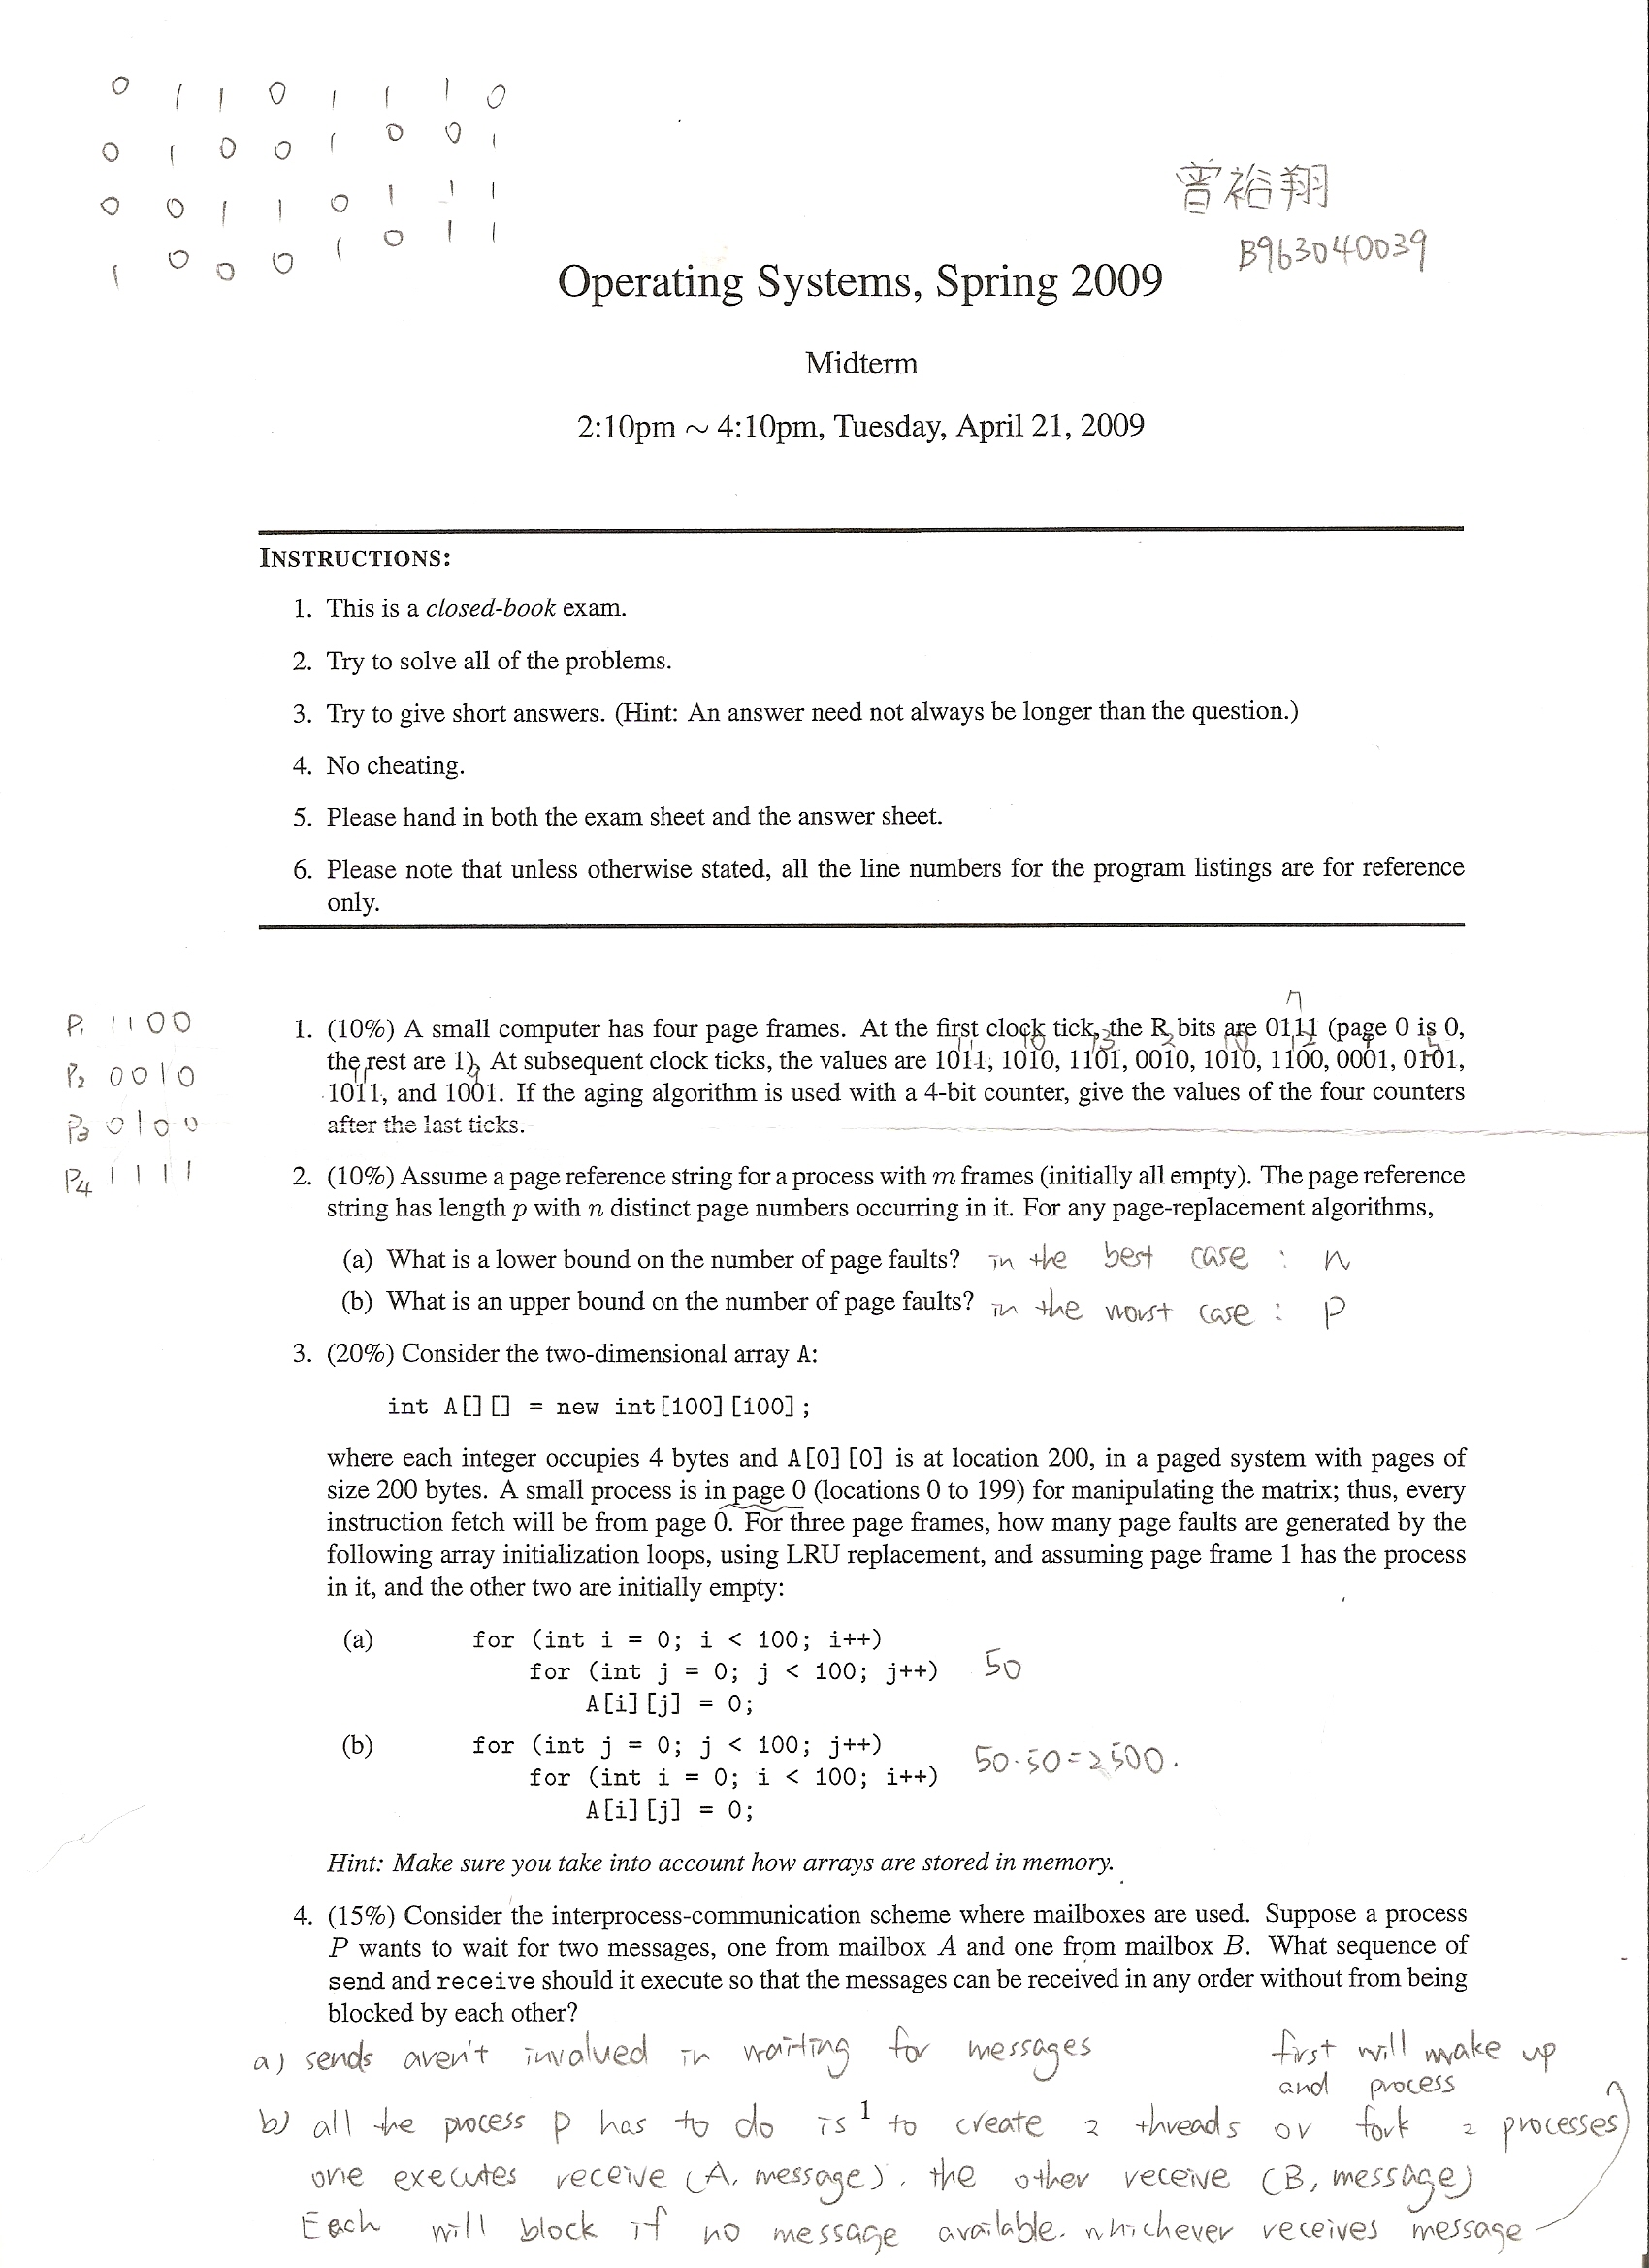 0 1 1 0 1 1 1 0
0 1 0 0 1 0 0 1
0 0 1 1 0 1 1 1
1 0 0 0 1 0 1 1
曾裕翔
B963040039
Operating Systems, Spring 2009
Midterm
2:10pm ~ 4:10pm, Tuesday, April 21, 2009
INSTRUCTIONS:
1. This is a closed-book exam.
2. Try to solve all of the problems.
3. Try to give short answers. (Hint: An answer need not always be longer than the question.)
4. No cheating.
5. Please hand in both the exam sheet and the answer sheet.
6. Please note that unless otherwise stated, all the line numbers for the program listings are for reference
only.
P1 1100
P2 0010
P3 0100
P4 1111
7
1. (10%) A small computer has four page frames. At the first clock tick, the R bits are 0111 (page 0 is 0,
the rest are 1). At subsequent clock ticks, the values are 1011, 1010, 1101, 0010, 1010, 1100, 0001, 0101,
1011, and 1001. If the aging algorithm is used with a 4-bit counter, give the values of the four counters
after the last ticks.
2. (10%) Assume a page reference string for a process with m frames (initially all empty). The page reference
string has length p with n distinct page numbers occurring in it. For any page-replacement algorithms,
(a) What is a lower bound on the number of page faults? in the best case : n
(b) What is an upper bound on the number of page faults? in the worst case : p
3. (20%) Consider the two-dimensional array A:
int A[][] = new int[100][100];
where each integer occupies 4 bytes and A[0][0] is at location 200, in a paged system with pages of
size 200 bytes. A small process is in page 0 (locations 0 to 199) for manipulating the matrix; thus, every
instruction fetch will be from page 0. For three page frames, how many page faults are generated by the
following array initialization loops, using LRU replacement, and assuming page frame 1 has the process
in it, and the other two are initially empty:
(a) for (int i = 0; i < 100; i++)
for (int j = 0; j < 100; j++) 50
A[i][j] = 0;
(b) for (int j = 0; j < 100; j++)
for (int i = 0; i < 100; i++) 50·50=2500.
A[i][j] = 0;
Hint: Make sure you take into account how arrays are stored in memory.
4. (15%) Consider the interprocess-communication scheme where mailboxes are used. Suppose a process
P wants to wait for two messages, one from mailbox A and one from mailbox B. What sequence of
send and receive should it execute so that the messages can be received in any order without from being
blocked by each other?
a) sends aren't invalued in waiting for messages
first will make up
and process
b) all the process p has to do is to create 2 threads or fork 2 processes
1
one executes receive (A, message), the other receive (B, message)
Each will block if no message available. whichever receives message